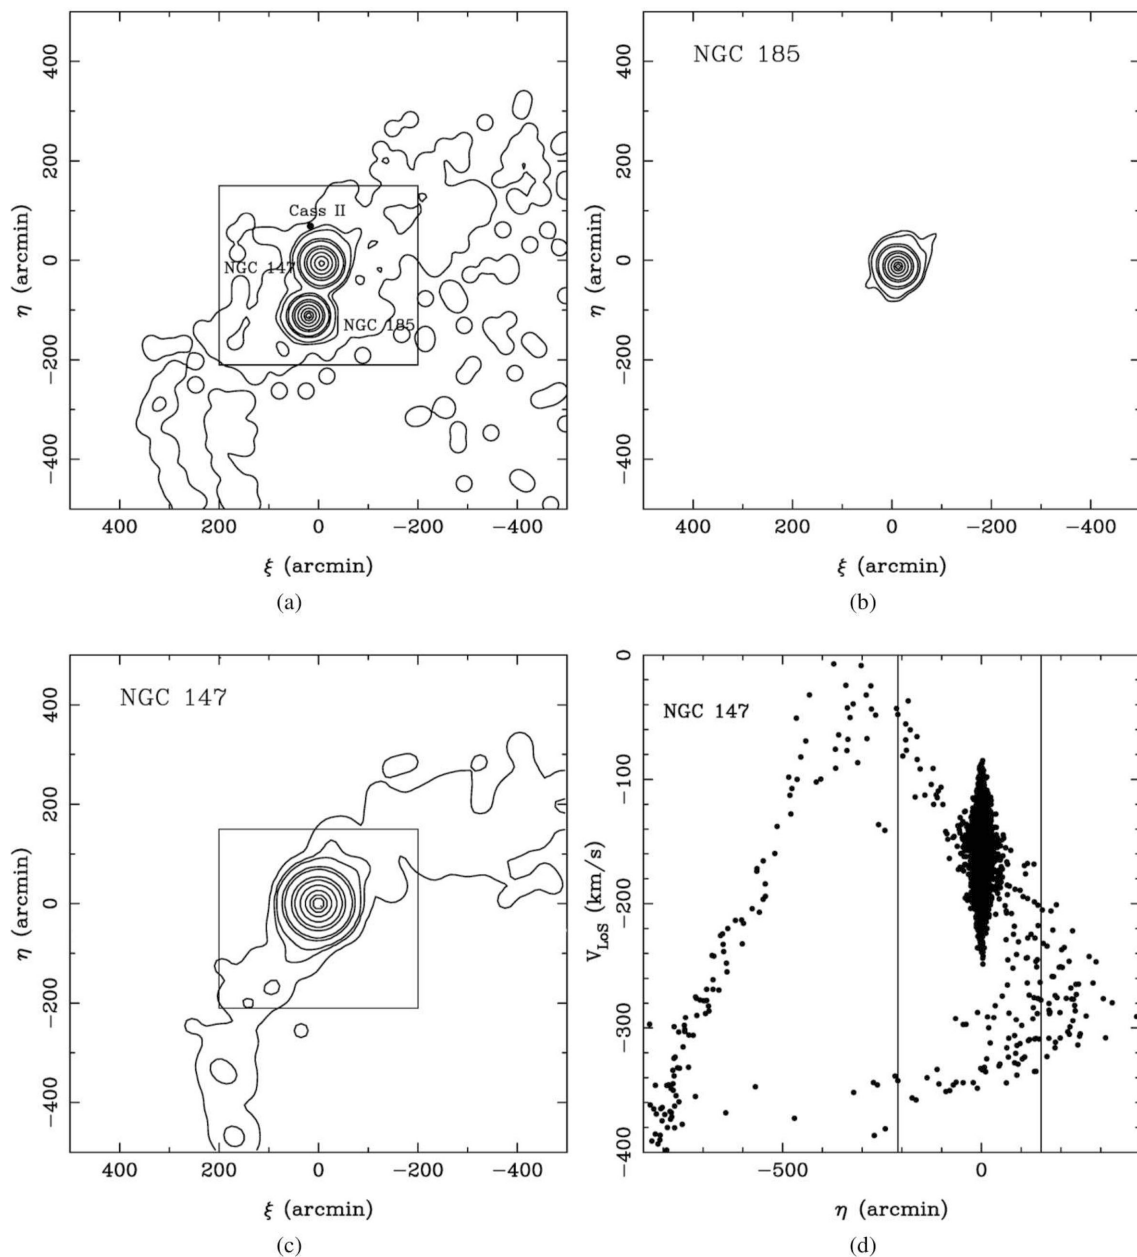 400
200
0
−200
−400
η (arcmin)
Cass II
NGC 147
NGC 185
400 200 0 −200 −400
ξ (arcmin)
(a)
NGC 185
400
200
0
−200
−400
η (arcmin)
400 200 0 −200 −400
ξ (arcmin)
(b)
NGC 147
400
200
0
−200
−400
η (arcmin)
400 200 0 −200 −400
ξ (arcmin)
(c)
NGC 147
0
−100
−200
−300
−400
V_LoS (km/s)
−500 0
η (arcmin)
(d)